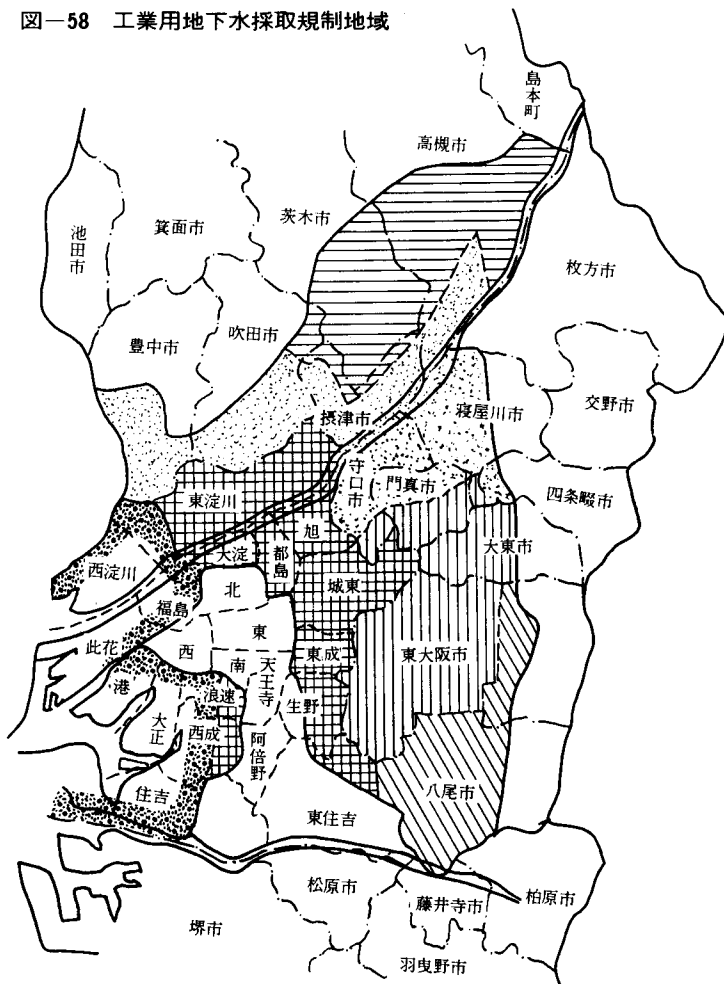 図—58 工業用地下水採取規制地域
島本町
高槻市
茨木市
箕面市
池田市
枚方市
吹田市
豊中市
交野市
寝屋川市
摂津市
守口市
門真市
四条畷市
東淀川
旭
大東市
大淀
都島
西淀川
城東
北
福島
東
此花
西
東成
東大阪市
南
天王寺
港
浪速
生野
大正
西成
阿倍野
住吉
八尾市
東住吉
松原市
藤井寺市
柏原市
堺市
羽曳野市